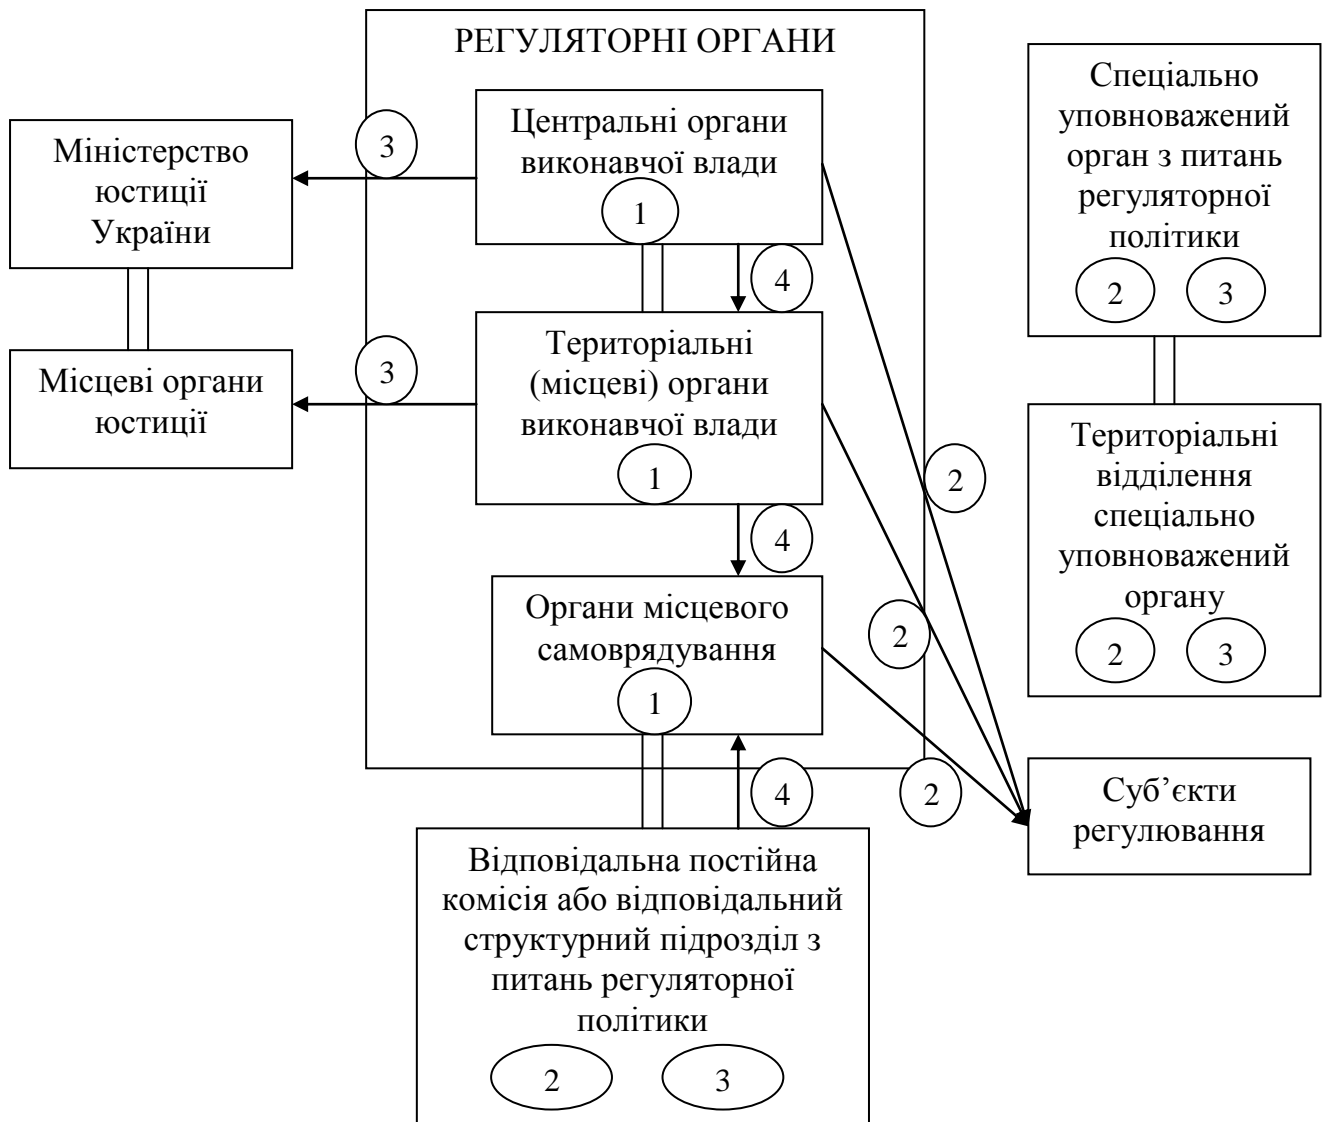 РЕГУЛЯТОРНІ ОРГАНИ
Центральні органи
виконавчої влади
1
3
Міністерство
юстиції
України
Спеціально
уповноважений
орган з питань
регуляторної
політики
2 3
4
Територіальні
(місцеві) органи
виконавчої влади
1
3
Місцеві органи
юстиції
Територіальні
відділення
спеціально
уповноважений
органу
2 3
2
4
Органи місцевого
самоврядування
1
2
4
2
Суб’єкти
регулювання
Відповідальна постійна
комісія або відповідальний
структурний підрозділ з
питань регуляторної
політики
2 3